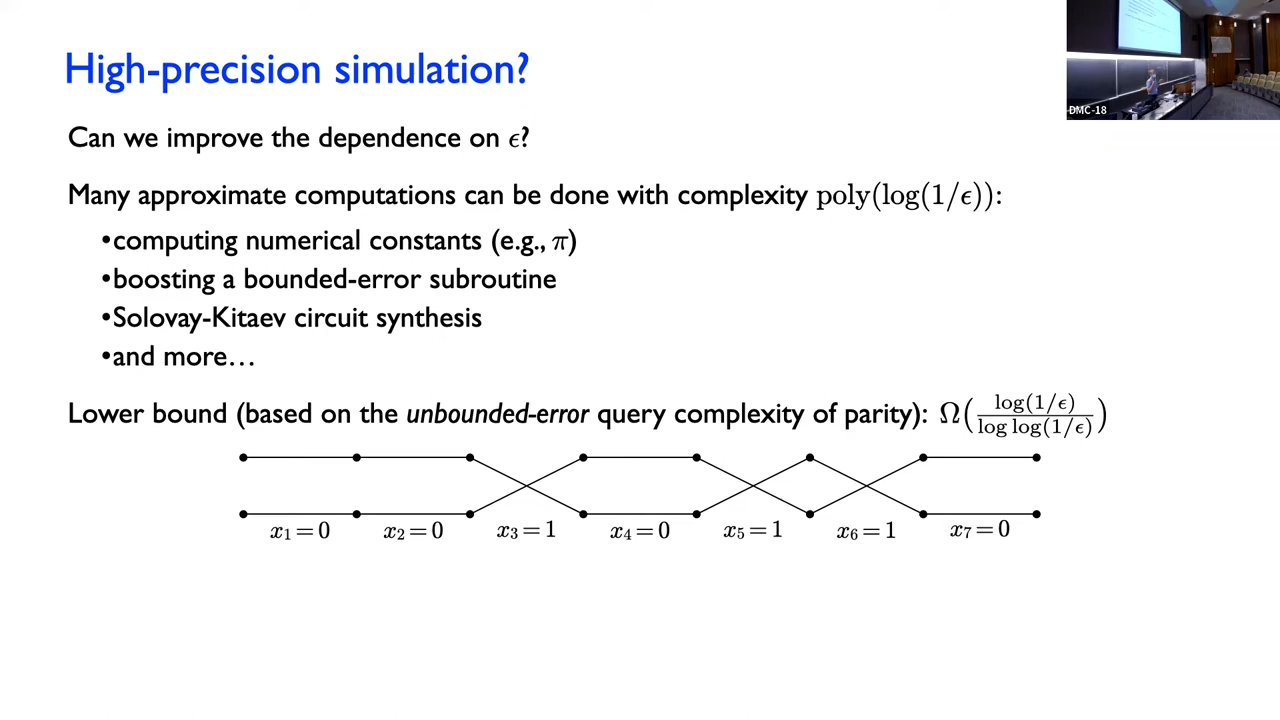 High-precision simulation?
DMC-18
Can we improve the dependence on ϵ?
Many approximate computations can be done with complexity poly(log(1/ϵ)):
•computing numerical constants (e.g., π)
•boosting a bounded-error subroutine
•Solovay-Kitaev circuit synthesis
•and more…
Lower bound (based on the unbounded-error query complexity of parity): Ω(log(1/ϵ)/log log(1/ϵ))
x₁=0 x₂=0 x₃=1 x₄=0 x₅=1 x₆=1 x₇=0